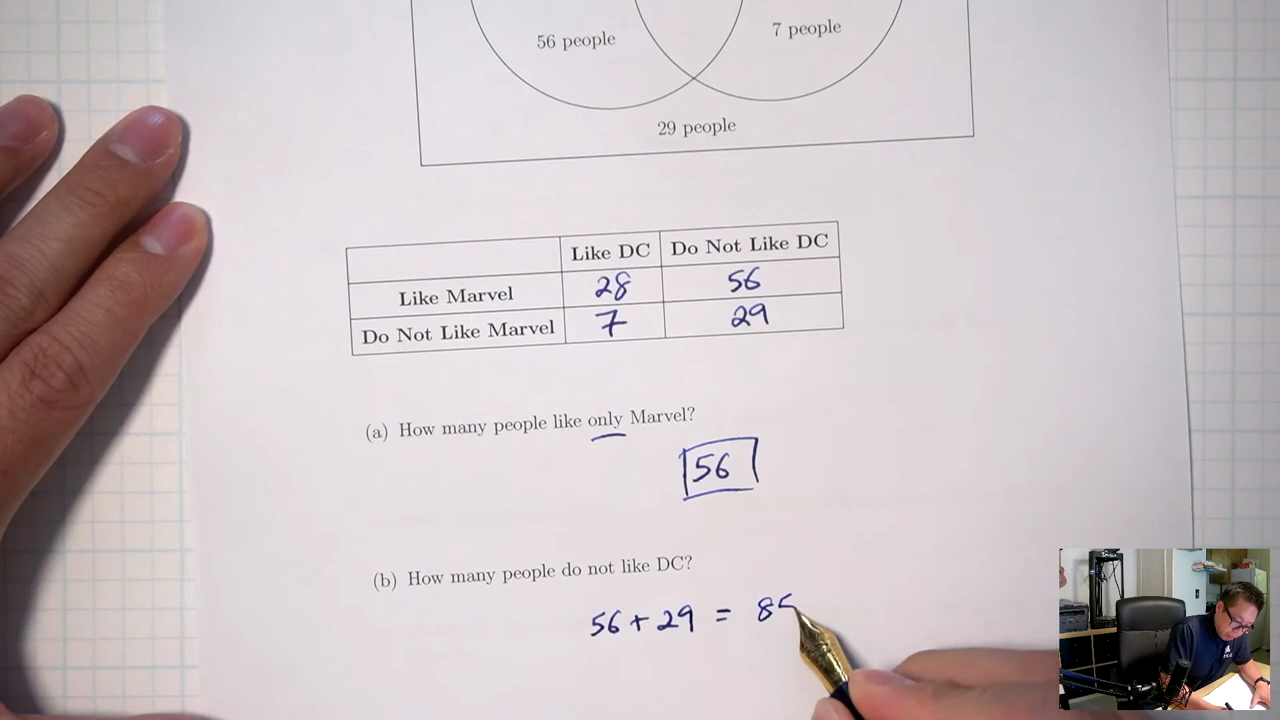 56 people
7 people
29 people
Like DC Do Not Like DC
Like Marvel 28 56
Do Not Like Marvel 7 29
(a) How many people like only Marvel?
56
(b) How many people do not like DC?
56 + 29 = 85